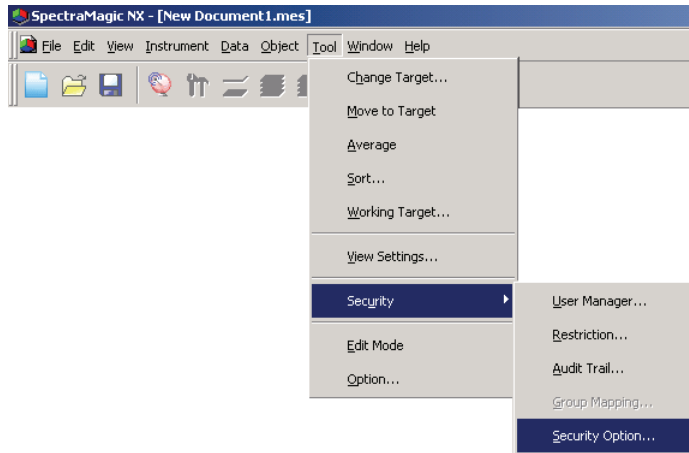 SpectraMagic NX - [New Document1.mes]
File Edit View Instrument Data Object Tool Window Help
Change Target...
Move to Target
Average
Sort...
Working Target...
View Settings...
Security
User Manager...
Restriction...
Edit Mode
Audit Trail...
Option...
Group Mapping...
Security Option...